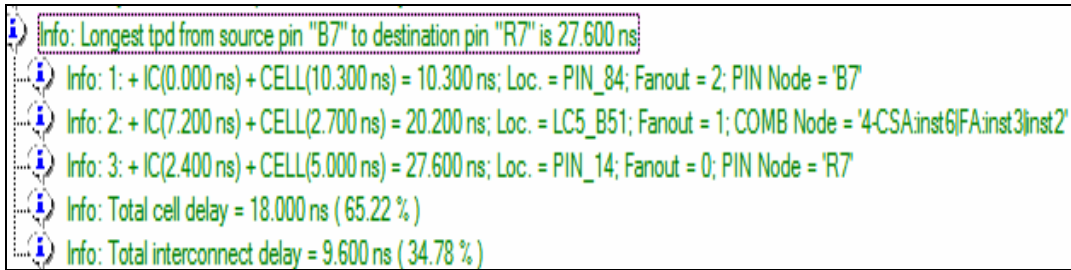 Info: Longest tpd from source pin "B7" to destination pin "R7" is 27.600 ns
Info: 1: + IC(0.000 ns) + CELL(10.300 ns) = 10.300 ns; Loc. = PIN_84; Fanout = 2; PIN Node = 'B7'
Info: 2: + IC(7.200 ns) + CELL(2.700 ns) = 20.200 ns; Loc. = LC5_B51; Fanout = 1; COMB Node = '4-CSA:inst6|FA:inst3|inst2'
Info: 3: + IC(2.400 ns) + CELL(5.000 ns) = 27.600 ns; Loc. = PIN_14; Fanout = 0; PIN Node = 'R7'
Info: Total cell delay = 18.000 ns ( 65.22 % )
Info: Total interconnect delay = 9.600 ns ( 34.78 % )